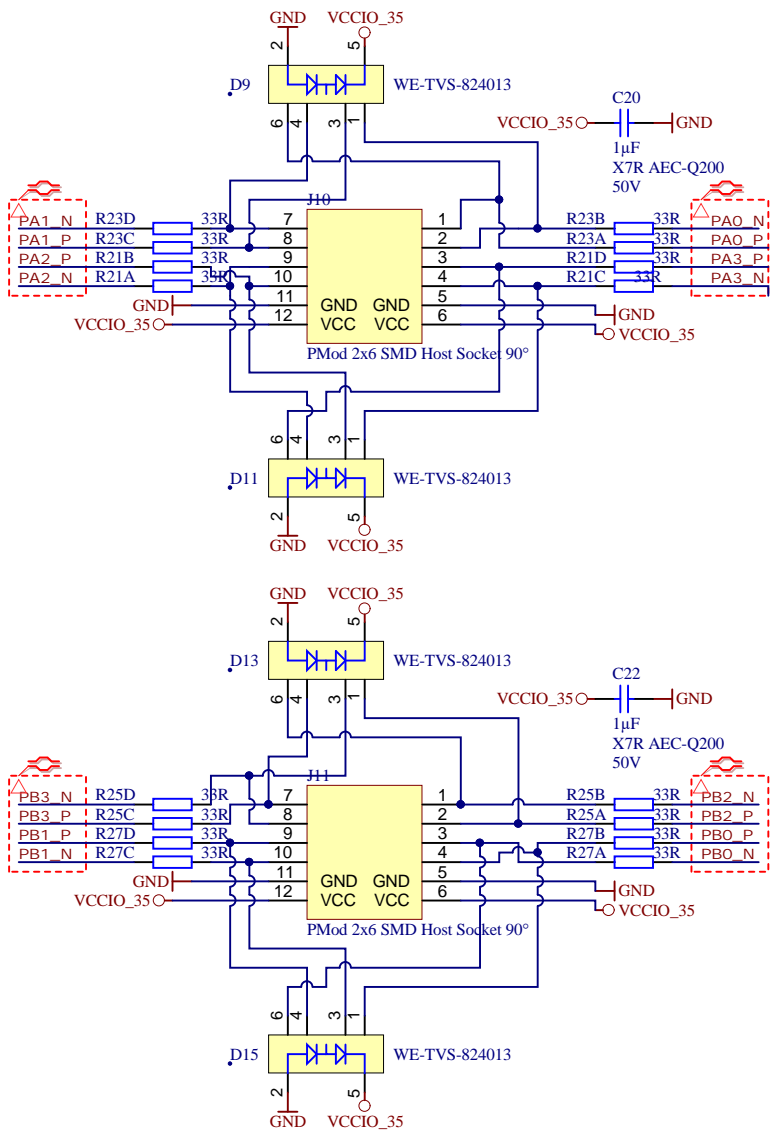 GND VCCIO_35
2 5
D9 WE-TVS-824013
6 4 3 1
C20
VCCIO_35 GND
1µF
X7R AEC-Q200
50V
J10
PA1_N R23D 33R 7 1 R23B 33R PA0_N
PA1_P R23C 33R 8 2 R23A 33R PA0_P
PA2_P R21B 33R 9 3 R21D 33R PA3_P
PA2_N R21A 33R 10 4 R21C 33R PA3_N
GND 11 GND GND 5 GND
VCCIO_35 12 VCC VCC 6 VCCIO_35
PMod 2x6 SMD Host Socket 90°
6 4 3 1
D11 WE-TVS-824013
2 5
GND VCCIO_35
GND VCCIO_35
2 5
D13 WE-TVS-824013
6 4 3 1
C22
VCCIO_35 GND
1µF
X7R AEC-Q200
50V
J11
PB3_N R25D 33R 7 1 R25B 33R PB2_N
PB3_P R25C 33R 8 2 R25A 33R PB2_P
PB1_P R27D 33R 9 3 R27B 33R PB0_P
PB1_N R27C 33R 10 4 R27A 33R PB0_N
GND 11 GND GND 5 GND
VCCIO_35 12 VCC VCC 6 VCCIO_35
PMod 2x6 SMD Host Socket 90°
6 4 3 1
D15 WE-TVS-824013
2 5
GND VCCIO_35